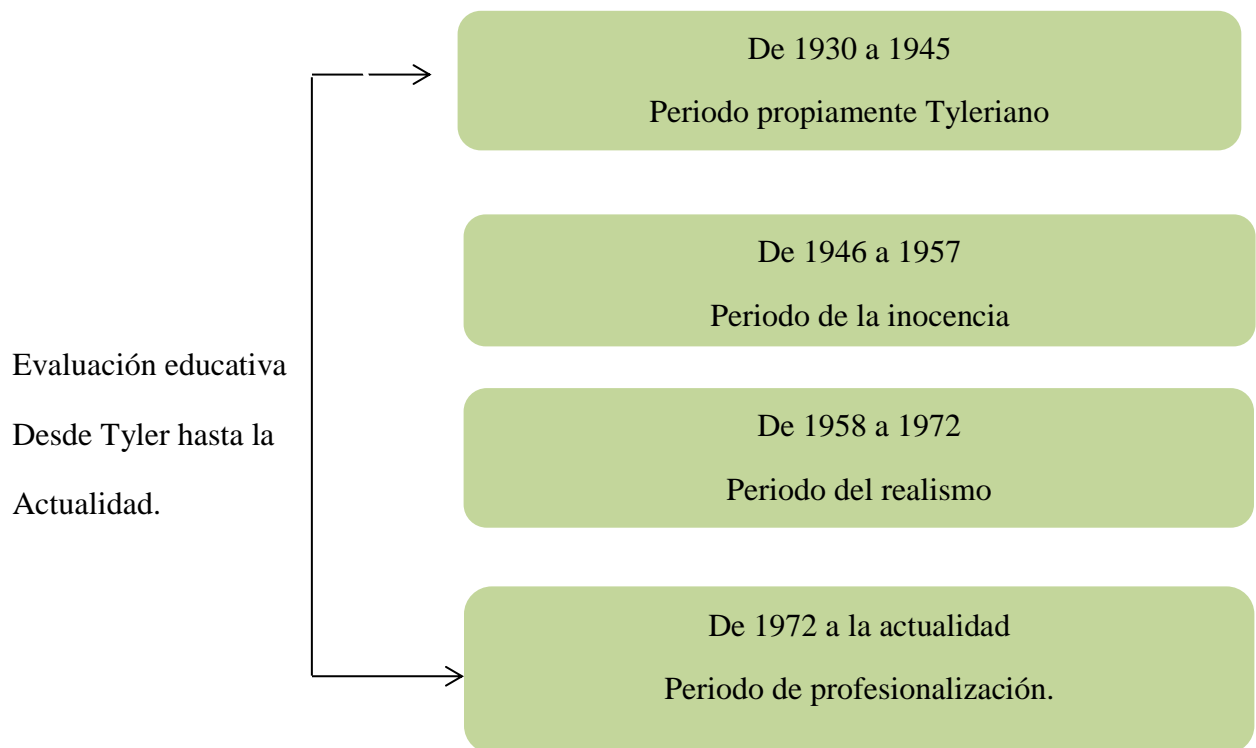 De 1930 a 1945
Periodo propiamente Tyleriano
De 1946 a 1957
Periodo de la inocencia
Evaluación educativa
Desde Tyler hasta la
Actualidad.
De 1958 a 1972
Periodo del realismo
De 1972 a la actualidad
Periodo de profesionalización.